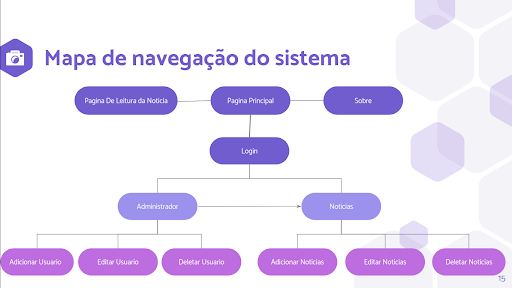 Mapa de navegação do sistema
Pagina De Leitura da Noticia
Pagina Principal
Sobre
Login
Administrador
Noticias
Adicionar Usuario
Editar Usuario
Deletar Usuario
Adicionar Noticias
Editar Noticias
Deletar Noticias
15